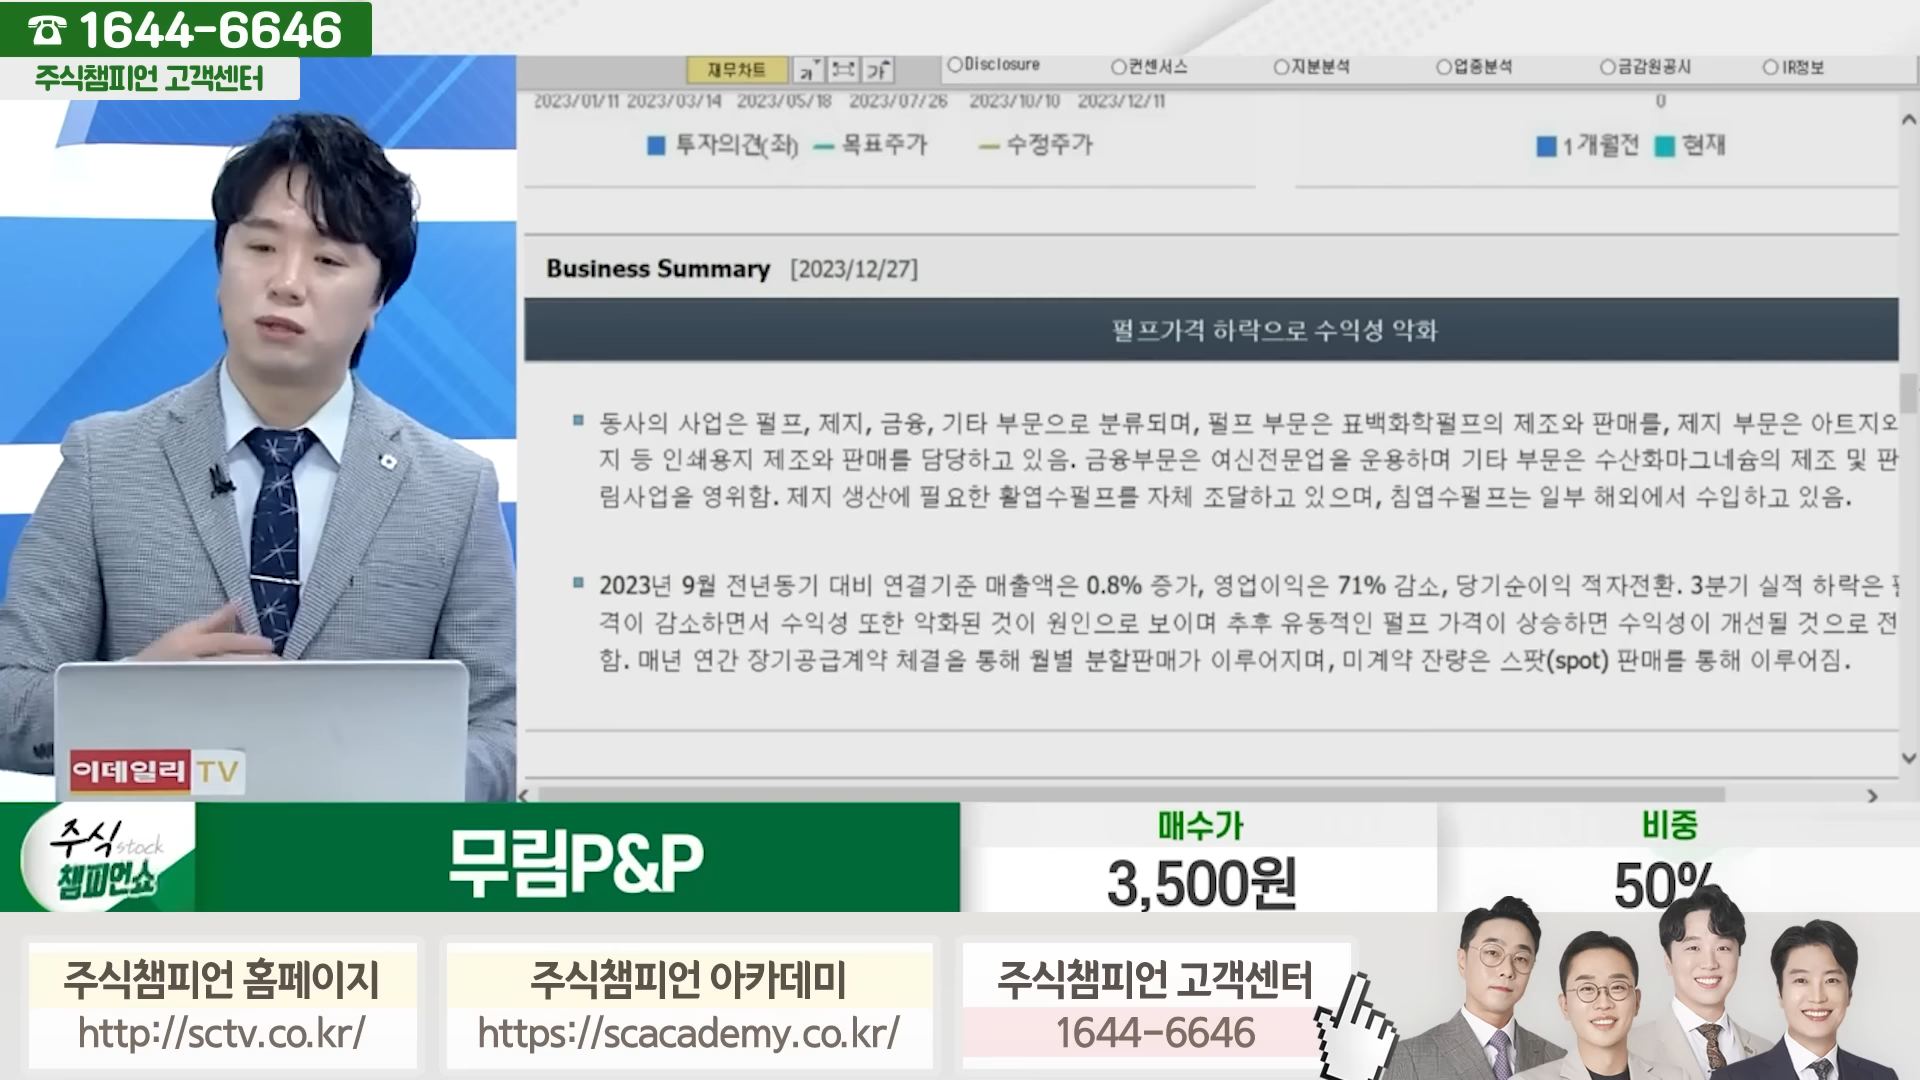 ☎ 1644-6646
주식챔피언 고객센터
재무차트
가
가
Disclosure
컨센서스
지분분석
업종분석
금감원공시
IR정보
2023/01/11 2023/03/14 2023/05/18 2023/07/26 2023/10/10 2023/12/11
0
투자의견(좌) 목표주가 수정주가
1개월전 현재
Business Summary [2023/12/27]
펄프가격 하락으로 수익성 악화
동사의 사업은 펄프, 제지, 금융, 기타 부문으로 분류되며, 펄프 부문은 표백화학펄프의 제조와 판매를, 제지 부문은 아트지와
지 등 인쇄용지 제조와 판매를 담당하고 있음. 금융부문은 여신전문업을 운용하며 기타 부문은 수산화마그네슘의 제조 및 판
림사업을 영위함. 제지 생산에 필요한 활엽수펄프를 자체 조달하고 있으며, 침엽수펄프는 일부 해외에서 수입하고 있음.
2023년 9월 전년동기 대비 연결기준 매출액은 0.8% 증가, 영업이익은 71% 감소, 당기순이익 적자전환. 3분기 실적 하락은
격이 감소하면서 수익성 또한 악화된 것이 원인으로 보이며 추후 유동적인 펄프 가격이 상승하면 수익성이 개선될 것으로 전
함. 매년 연간 장기공급계약 체결을 통해 월별 분할판매가 이루어지며, 미계약 잔량은 스팟(spot) 판매를 통해 이루어짐.
이데일리 TV
주식 stock
챔피언쇼
무림P&P
매수가
3,500원
비중
50%
주식챔피언 홈페이지
http://sctv.co.kr/
주식챔피언 아카데미
https://scacademy.co.kr/
주식챔피언 고객센터
1644-6646